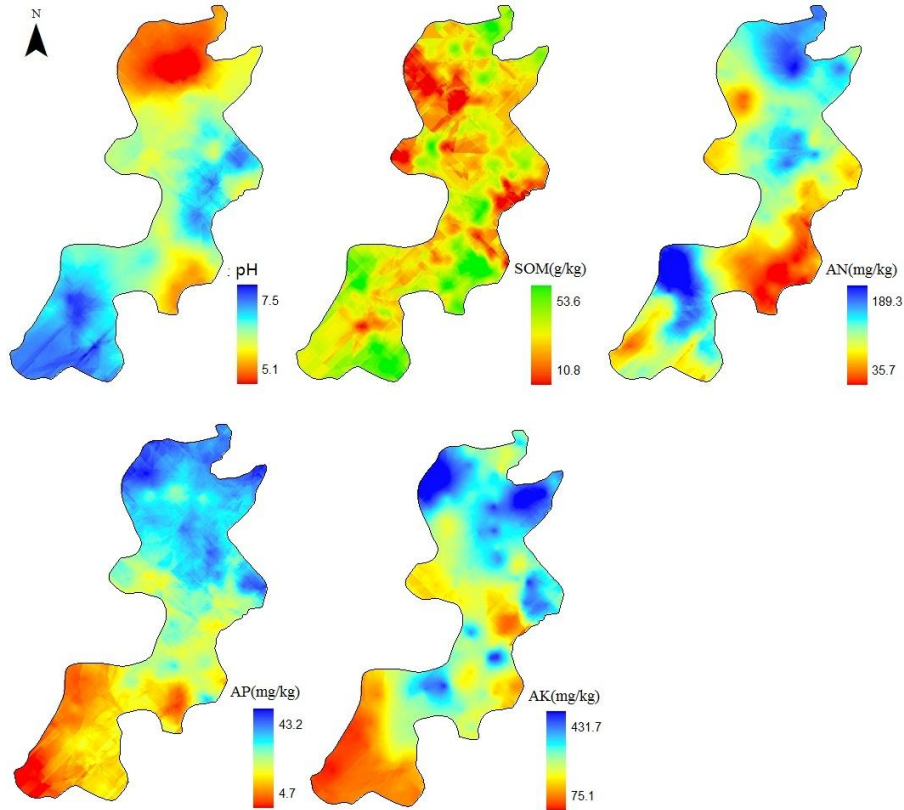 N
: pH
7.5
5.1
SOM(g/kg)
53.6
10.8
AN(mg/kg)
189.3
35.7
AP(mg/kg)
43.2
4.7
AK(mg/kg)
431.7
75.1